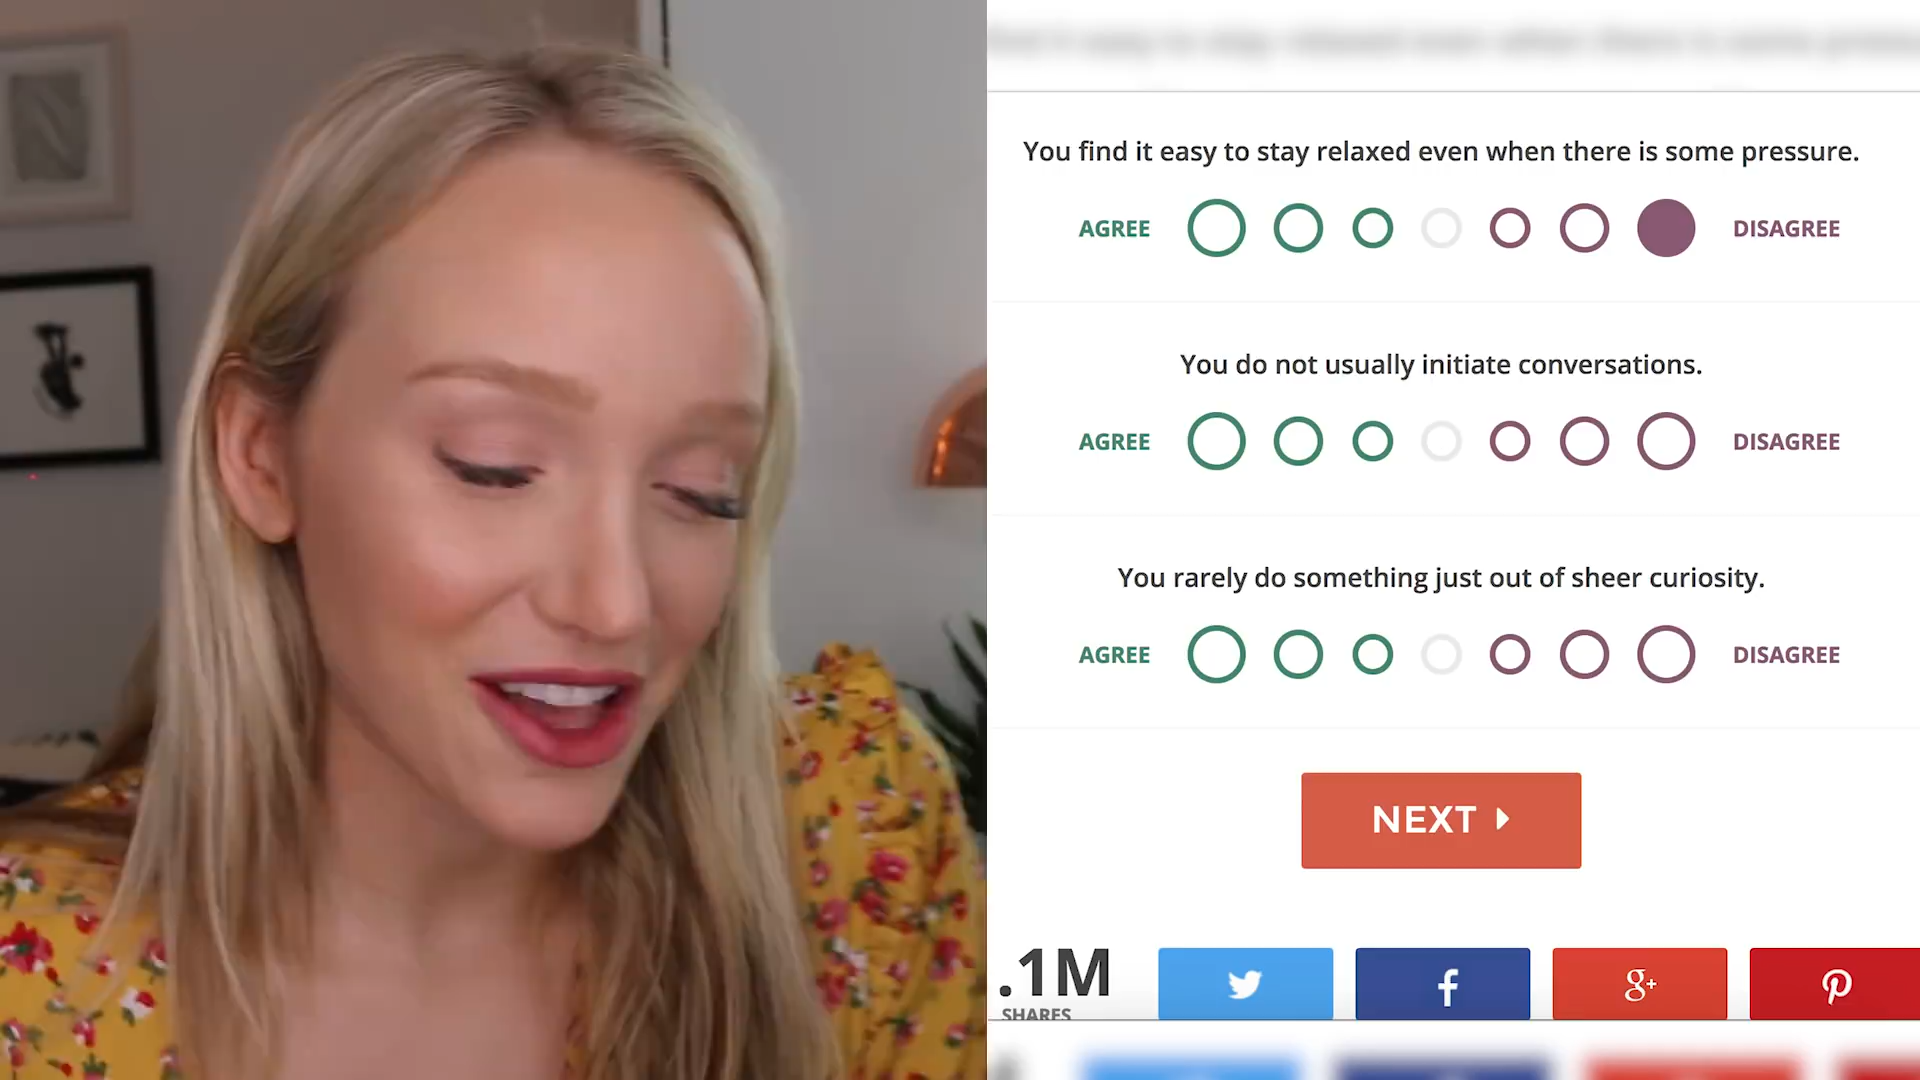 You find it easy to stay relaxed even when there is some pressure.
AGREE DISAGREE
You do not usually initiate conversations.
AGREE DISAGREE
You rarely do something just out of sheer curiosity.
AGREE DISAGREE
NEXT
.1M
SHARES